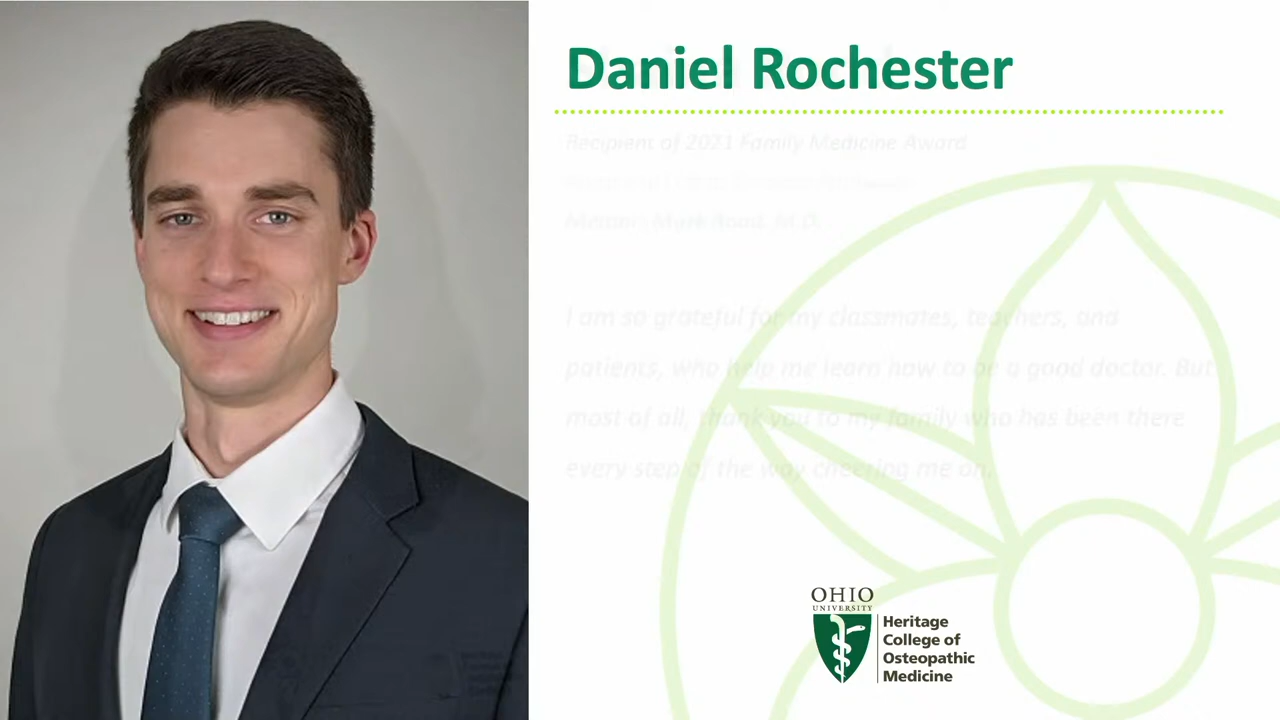 Daniel Rochester
Recipient of 2021 Family Medicine Award
I am so grateful for my classmates, teachers, and
patients, who help me learn how to be a good doctor. But
most of all, thank you to my family who has been there
every step of the way cheering me on.
OHIO
UNIVERSITY
Heritage
College of
Osteopathic
Medicine